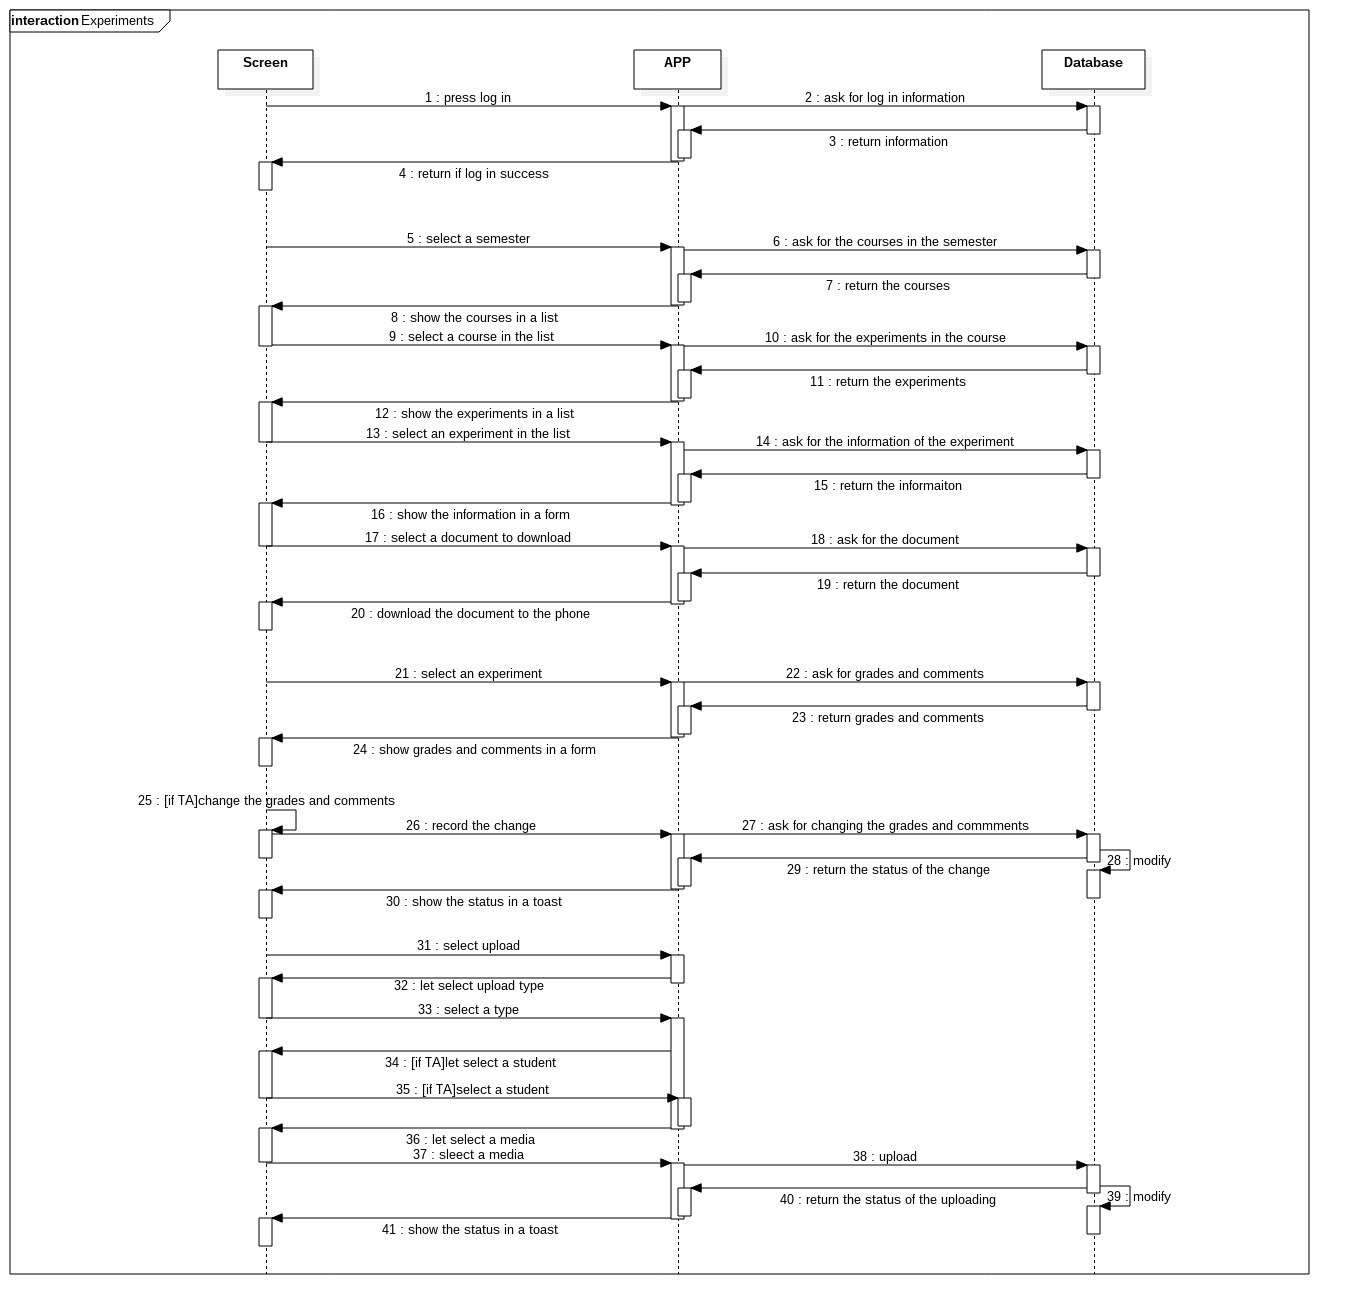 interaction Experiments
Screen
APP
Database
1 : press log in
2 : ask for log in information
3 : return information
4 : return if log in success
5 : select a semester
6 : ask for the courses in the semester
7 : return the courses
8 : show the courses in a list
9 : select a course in the list
10 : ask for the experiments in the course
11 : return the experiments
12 : show the experiments in a list
13 : select an experiment in the list
14 : ask for the information of the experiment
15 : return the informaiton
16 : show the information in a form
17 : select a document to download
18 : ask for the document
19 : return the document
20 : download the document to the phone
21 : select an experiment
22 : ask for grades and comments
23 : return grades and comments
24 : show grades and comments in a form
25 : [if TA]change the grades and comments
26 : record the change
27 : ask for changing the grades and commments
28 : modify
29 : return the status of the change
30 : show the status in a toast
31 : select upload
32 : let select upload type
33 : select a type
34 : [if TA]let select a student
35 : [if TA]select a student
36 : let select a media
37 : sleect a media
38 : upload
39 : modify
40 : return the status of the uploading
41 : show the status in a toast